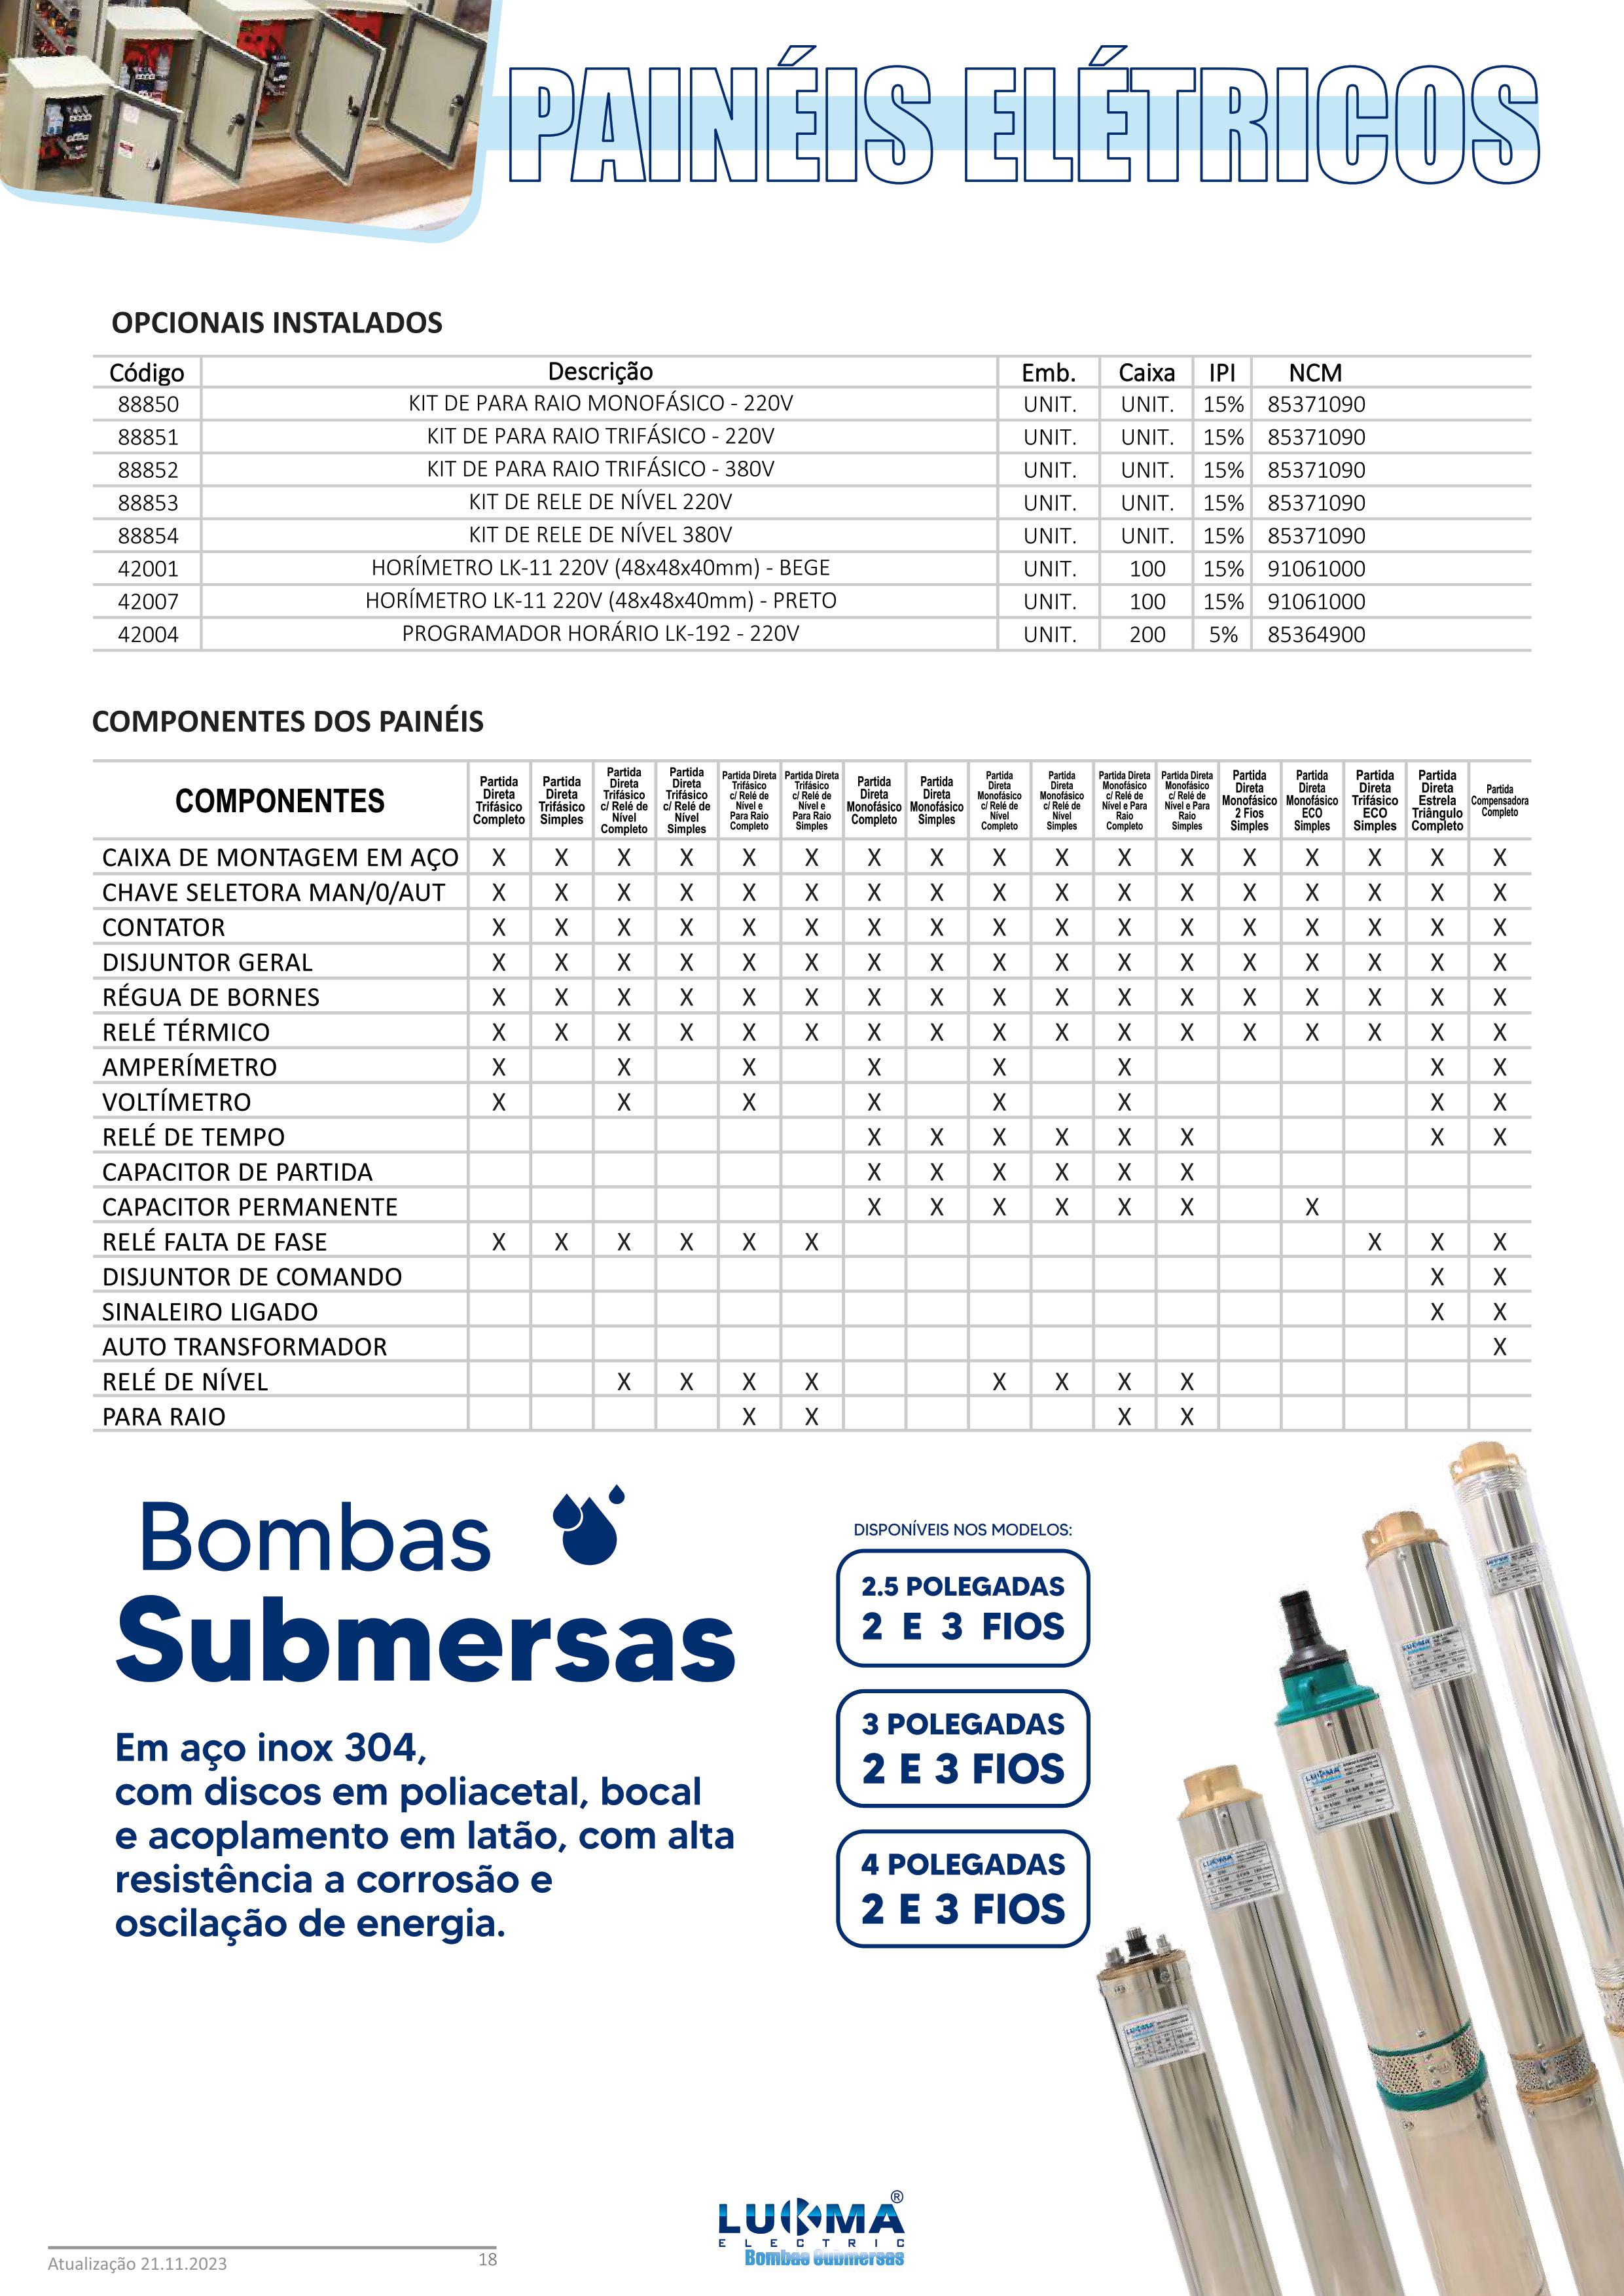 PAINÉIS ELÉTRICOS
OPCIONAIS INSTALADOS
Código Descrição Emb. Caixa IPI NCM
88850 KIT DE PARA RAIO MONOFÁSICO - 220V UNIT. UNIT. 15% 85371090
88851 KIT DE PARA RAIO TRIFÁSICO - 220V UNIT. UNIT. 15% 85371090
88852 KIT DE PARA RAIO TRIFÁSICO - 380V UNIT. UNIT. 15% 85371090
88853 KIT DE RELE DE NÍVEL 220V UNIT. UNIT. 15% 85371090
88854 KIT DE RELE DE NÍVEL 380V UNIT. UNIT. 15% 85371090
42001 HORÍMETRO LK-11 220V (48x48x40mm) - BEGE UNIT. 100 15% 91061000
42007 HORÍMETRO LK-11 220V (48x48x40mm) - PRETO UNIT. 100 15% 91061000
42004 PROGRAMADOR HORÁRIO LK-192 - 220V UNIT. 200 5% 85364900
COMPONENTES DOS PAINÉIS
COMPONENTES
Partida Direta Trifásico Completo
Partida Direta Trifásico Simples
Partida Direta Trifásico c/ Relé de Nível Completo
Partida Direta Trifásico c/ Relé de Nível Simples
Partida Direta Trifásico c/ Relé de Nível e Para Raio Completo
Partida Direta Trifásico c/ Relé de Nível e Para Raio Simples
Partida Direta Monofásico Completo
Partida Direta Monofásico Simples
Partida Direta Monofásico c/ Relé de Nível Completo
Partida Direta Monofásico c/ Relé de Nível Simples
Partida Direta Monofásico c/ Relé de Nível e Para Raio Completo
Partida Direta Monofásico c/ Relé de Nível e Para Raio Simples
Partida Direta Monofásico 2 Fios Simples
Partida Direta Monofásico ECO Simples
Partida Direta Trifásico ECO Simples
Partida Direta Estrela Triângulo Completo
Partida Compensadora Completo
CAIXA DE MONTAGEM EM AÇO X X X X X X X X X X X X X X X X X
CHAVE SELETORA MAN/0/AUT X X X X X X X X X X X X X X X X X
CONTATOR X X X X X X X X X X X X X X X X X
DISJUNTOR GERAL X X X X X X X X X X X X X X X X X
RÉGUA DE BORNES X X X X X X X X X X X X X X X X X
RELÉ TÉRMICO X X X X X X X X X X X X X X X X X
AMPERÍMETRO X X X X X X X X
VOLTÍMETRO X X X X X X X X
RELÉ DE TEMPO X X X X X X X X
CAPACITOR DE PARTIDA X X X X X X
CAPACITOR PERMANENTE X X X X X X X
RELÉ FALTA DE FASE X X X X X X X X X
DISJUNTOR DE COMANDO X X
SINALEIRO LIGADO X X
AUTO TRANSFORMADOR X
RELÉ DE NÍVEL X X X X X X X X
PARA RAIO X X X X
Bombas
Submersas
Em aço inox 304,
com discos em poliacetal, bocal
e acoplamento em latão, com alta
resistência a corrosão e
oscilação de energia.
DISPONÍVEIS NOS MODELOS:
2.5 POLEGADAS
2 E 3 FIOS
3 POLEGADAS
2 E 3 FIOS
4 POLEGADAS
2 E 3 FIOS
LUKMA
LUKMA
LUKMA
LUKMA
LUKMA®
ELECTRIC
Bombas Submersas
Atualização 21.11.2023
18